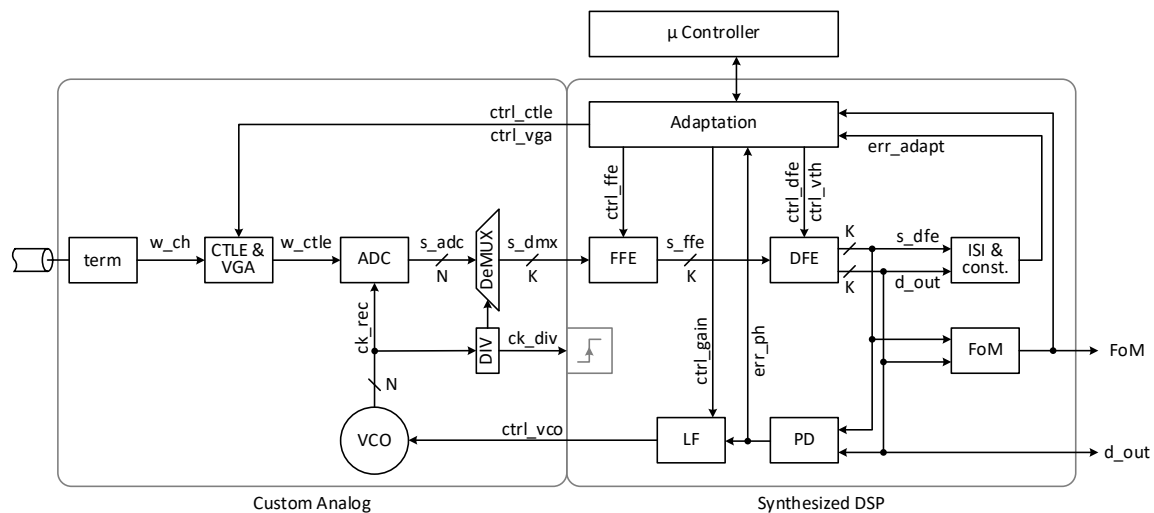 µ Controller
ctrl_ctle
ctrl_vga
Adaptation
err_adapt
ctrl_ffe
ctrl_dfe
ctrl_vth
w_ch
w_ctle
s_adc
s_dmx
s_ffe
K
s_dfe
term
CTLE &
VGA
ADC
N
DeMUX
K
FFE
K
DFE
K
d_out
ISI &
const.
ck_rec
DIV
ck_div
ctrl_gain
err_ph
FoM
FoM
N
VCO
ctrl_vco
LF
PD
d_out
Custom Analog
Synthesized DSP